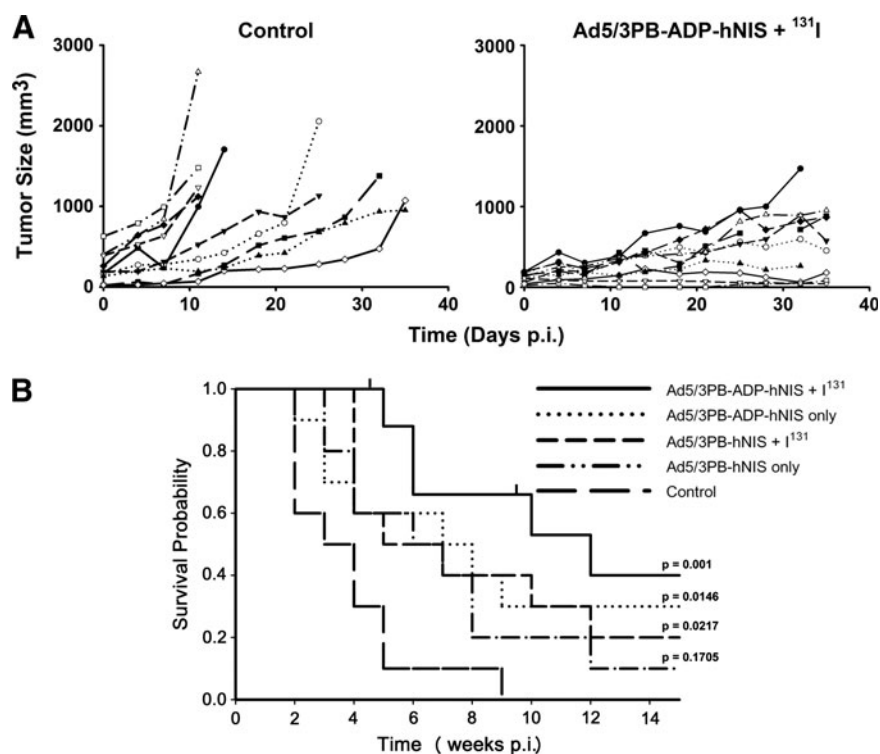 A
Control
Ad5/3PB-ADP-hNIS + ¹³¹I
Tumor Size (mm³)
3000
2000
1000
0
0 10 20 30 40
3000
2000
1000
0
0 10 20 30 40
Time (Days p.i.)
B
Survival Probability
1.0
0.8
0.6
0.4
0.2
0.0
0 2 4 6 8 10 12 14
Time ( weeks p.i.)
Ad5/3PB-ADP-hNIS + I¹³¹
Ad5/3PB-ADP-hNIS only
Ad5/3PB-hNIS + I¹³¹
Ad5/3PB-hNIS only
Control
p = 0.001
p = 0.0146
p = 0.0217
p = 0.1705